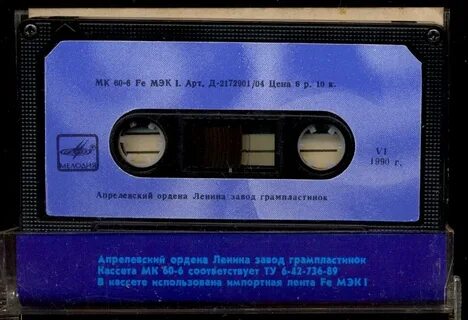 МК 60-6 Fe МЭК I. Арт. Д-2172901/04 Цена 6 р. 10 к.
МЕЛОДИЯ
VI
1990 г.
Апрелевский ордена Ленина завод грампластинок
Апрелевский ордена Ленина завод грампластинок
Кассета МК 60-6 соответствует ТУ 6-42-736-89
В кассете использована импортная лента Fe МЭК I